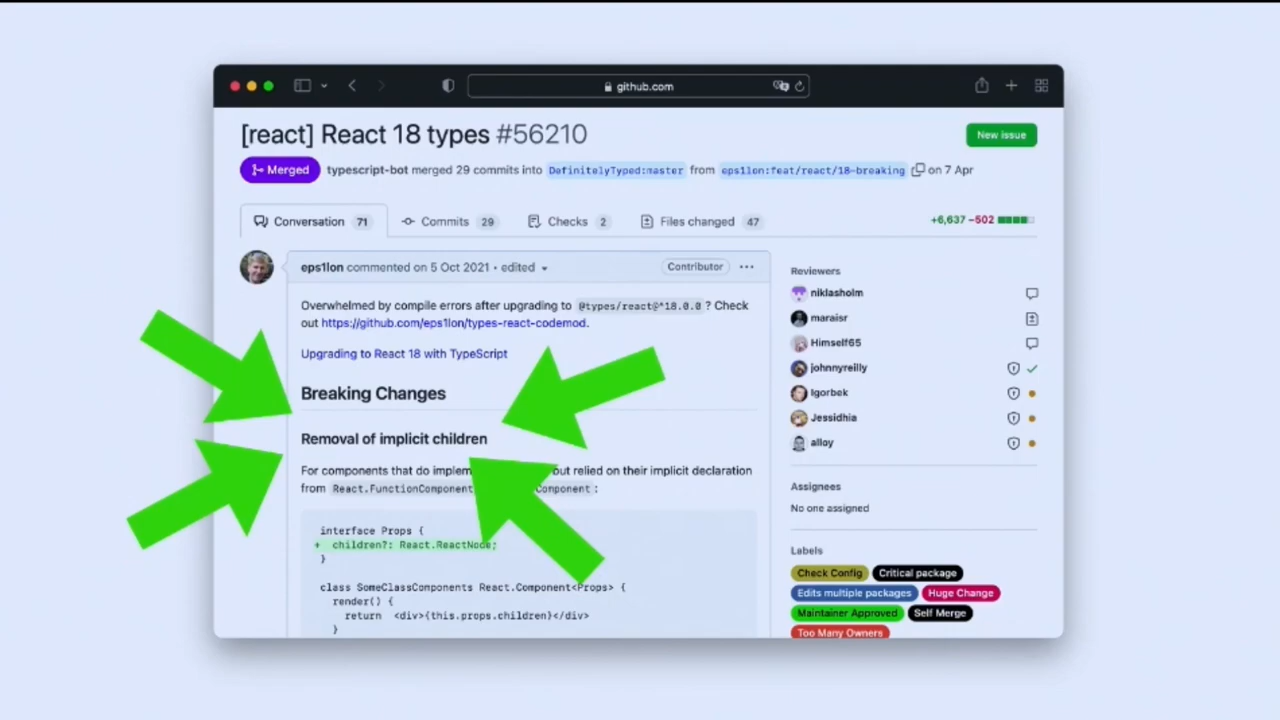 github.com
[react] React 18 types #56210
New issue
Merged typescript-bot merged 29 commits into DefinitelyTyped:master from eps1lon:feat/react/18-breaking on 7 Apr
Conversation 71 Commits 29 Checks 2 Files changed 47 +6,637 −502
eps1lon commented on 5 Oct 2021 • edited Contributor
Overwhelmed by compile errors after upgrading to @types/react@^18.0.0? Check
out https://github.com/eps1lon/types-react-codemod.
Upgrading to React 18 with TypeScript
Breaking Changes
Removal of implicit children
For components that do but relied on their implicit declaration
from React.FunctionComponent :
interface Props {
+ children?: React.ReactNode;
}
class SomeClassComponents React.Component<Props> {
render() {
return <div>{this.props.children}</div>
}
Reviewers
niklasholm
maraisr
Himself65
johnnyreilly
Igorbek
Jessidhia
alloy
Assignees
No one assigned
Labels
Check Config Critical package
Edits multiple packages Huge Change
Maintainer Approved Self Merge
Too Many Owners